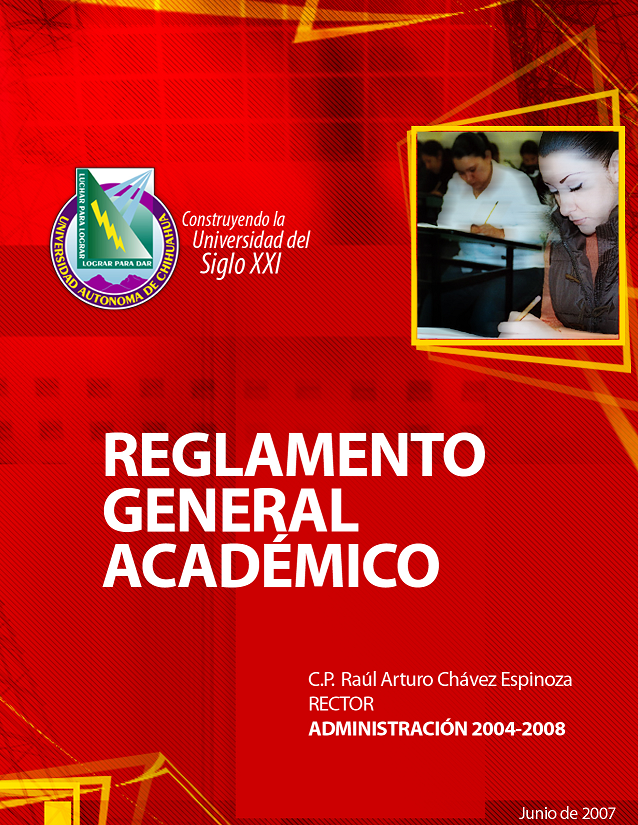 LUCHAR PARA LOGRAR
LOGRAR PARA DAR
UNIVERSIDAD AUTONOMA DE CHIHUAHUA
Construyendo la
Universidad del
Siglo XXI
REGLAMENTO
GENERAL
ACADÉMICO
C.P. Raúl Arturo Chávez Espinoza
RECTOR
ADMINISTRACIÓN 2004-2008
Junio de 2007